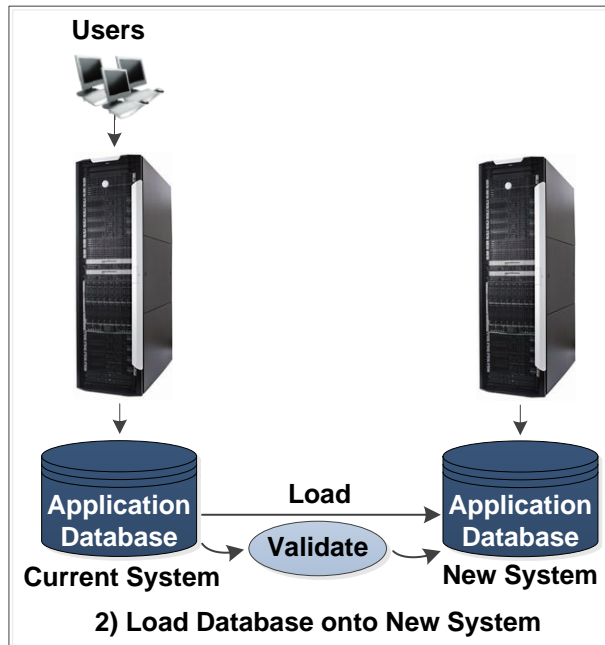 Users
Application
Database
Load
Validate
Application
Database
Current System
New System
2) Load Database onto New System